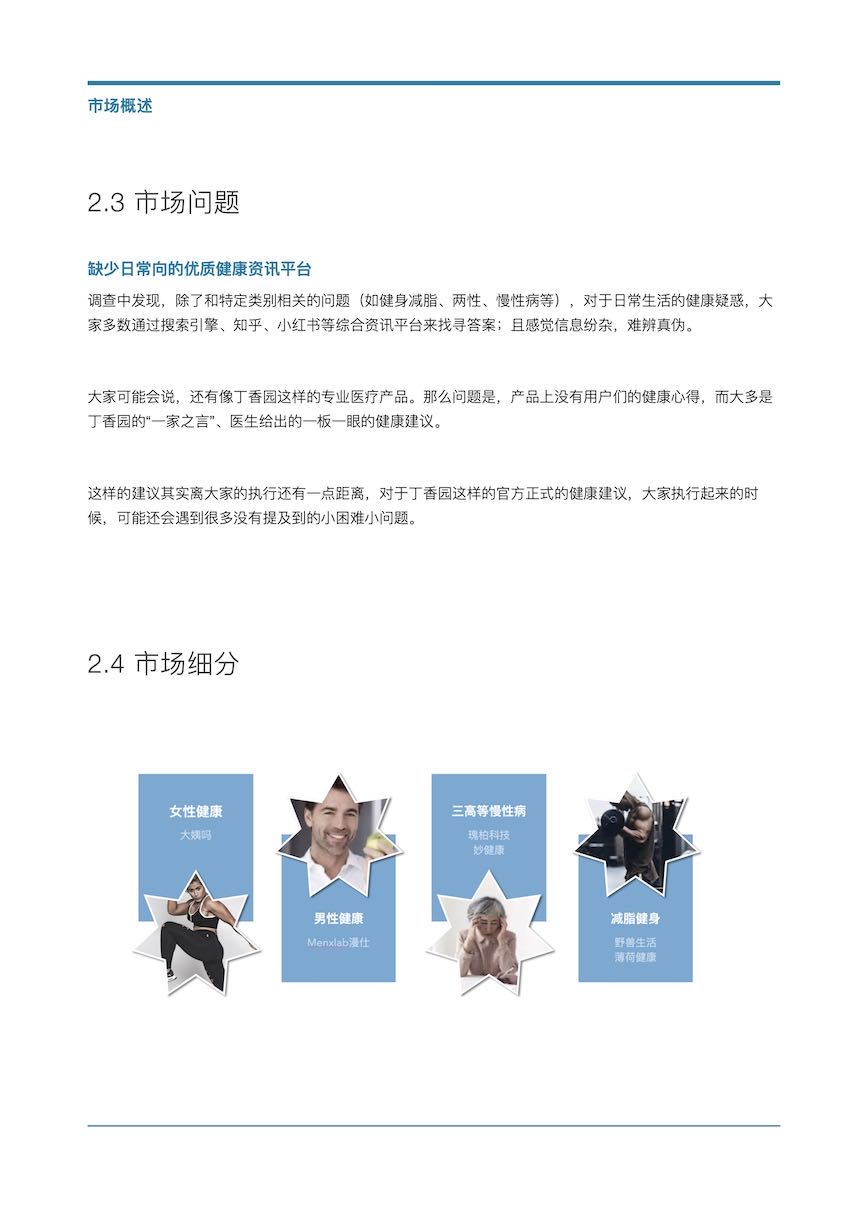 市场概述
2.3 市场问题
缺少日常向的优质健康资讯平台
调查中发现，除了和特定类别相关的问题（如健身减脂、两性、慢性病等），对于日常生活的健康疑惑，大
家多数通过搜索引擎、知乎、小红书等综合资讯平台来找寻答案；且感觉信息纷杂，难辨真伪。
大家可能会说，还有像丁香园这样的专业医疗产品。那么问题是，产品上没有用户们的健康心得，而大多是
丁香园的“一家之言”、医生给出的一板一眼的健康建议。
这样的建议其实离大家的执行还有一点距离，对于丁香园这样的官方正式的健康建议，大家执行起来的时
候，可能还会遇到很多没有提及到的小困难小问题。
2.4 市场细分
女性健康
大姨吗
男性健康
Menxlab漫仕
三高等慢性病
瑰柏科技
妙健康
减脂健身
野兽生活
薄荷健康